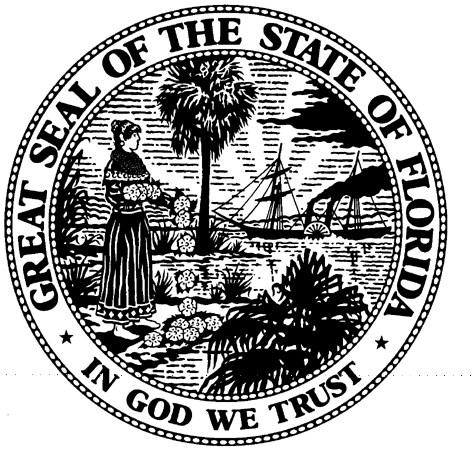 GREAT SEAL OF THE STATE OF FLORIDA
IN GOD WE TRUST